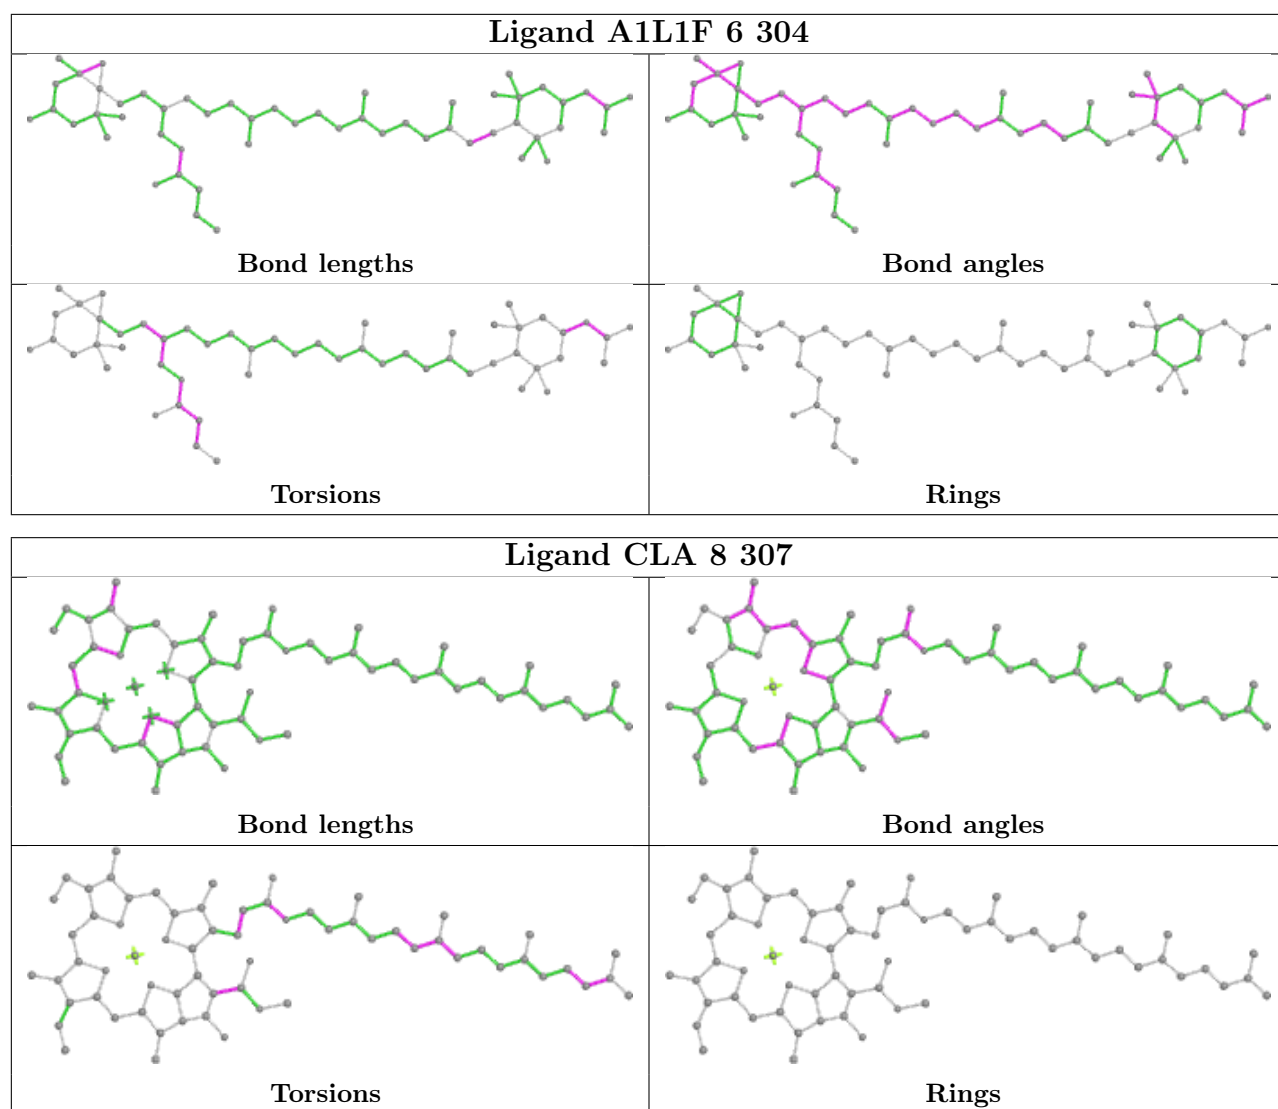 Ligand A1L1F 6 304
Bond lengths
Bond angles
Torsions
Rings
Ligand CLA 8 307
Bond lengths
Bond angles
Torsions
Rings